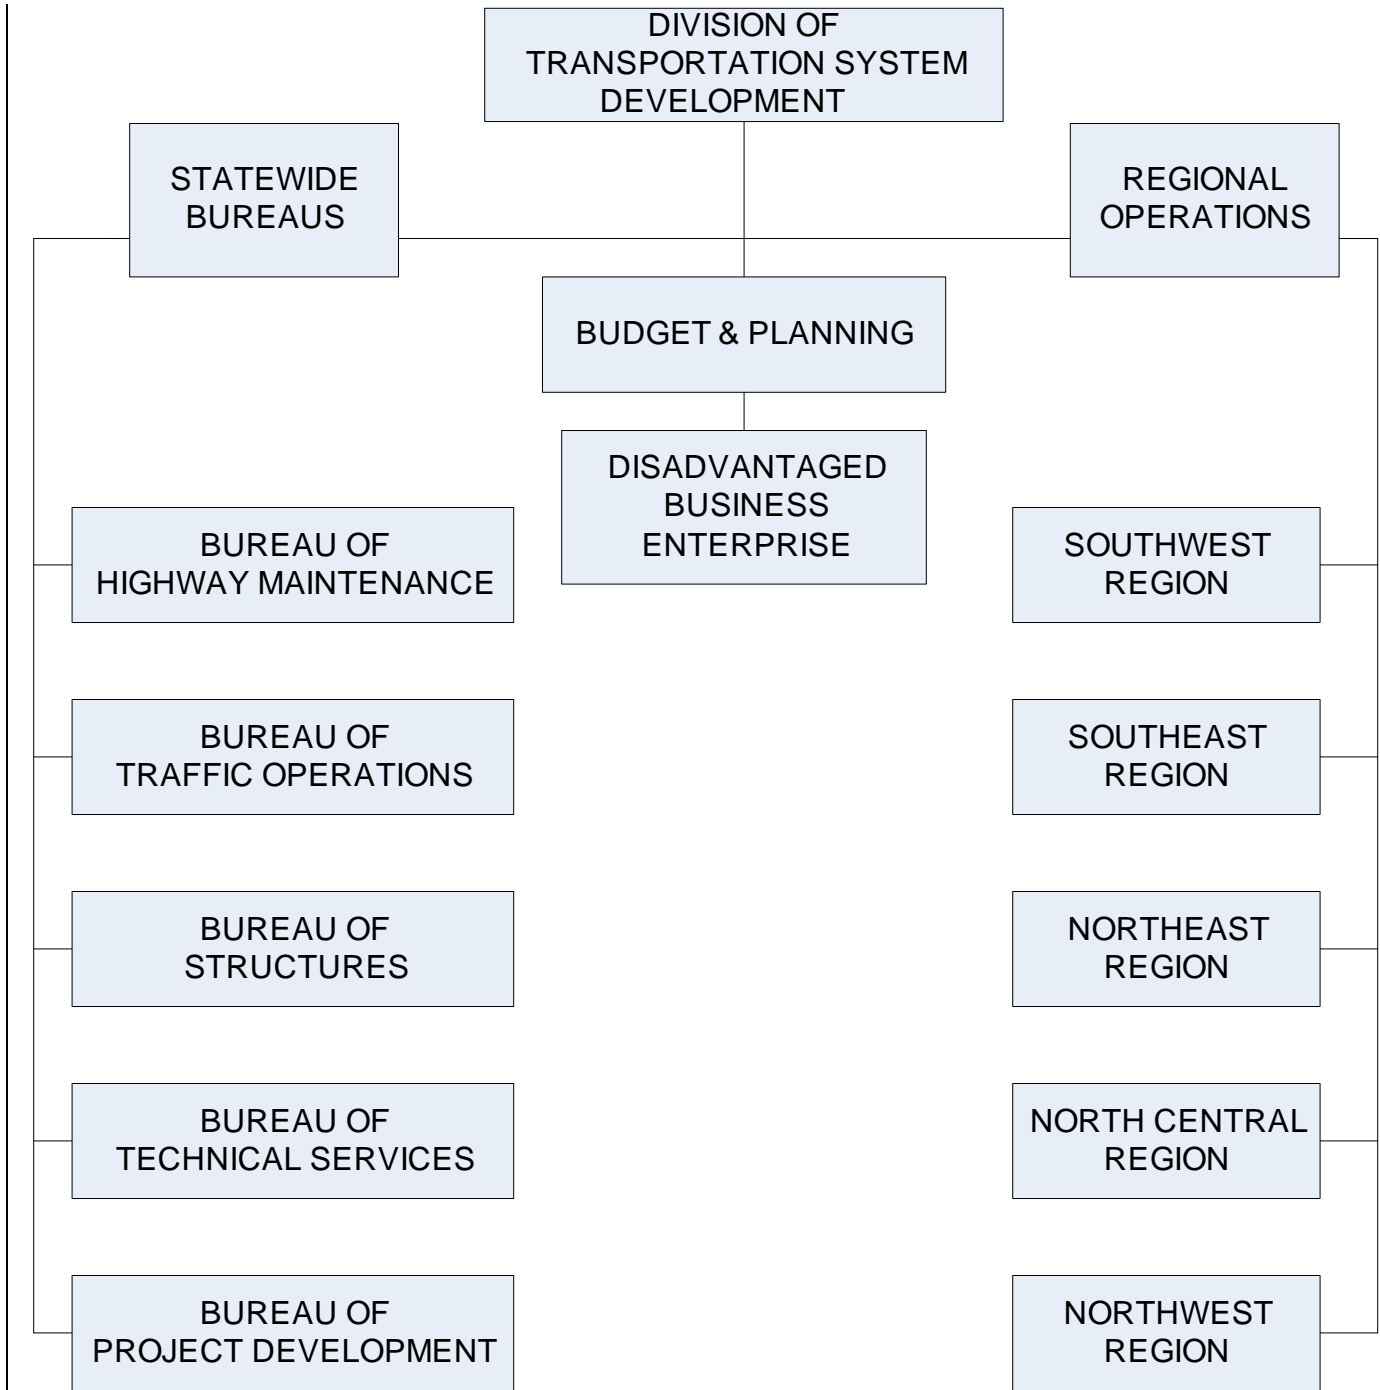 DIVISION OF
TRANSPORTATION SYSTEM
DEVELOPMENT
STATEWIDE
BUREAUS
REGIONAL
OPERATIONS
BUDGET & PLANNING
DISADVANTAGED
BUSINESS
ENTERPRISE
BUREAU OF
HIGHWAY MAINTENANCE
SOUTHWEST
REGION
BUREAU OF
TRAFFIC OPERATIONS
SOUTHEAST
REGION
BUREAU OF
STRUCTURES
NORTHEAST
REGION
BUREAU OF
TECHNICAL SERVICES
NORTH CENTRAL
REGION
BUREAU OF
PROJECT DEVELOPMENT
NORTHWEST
REGION